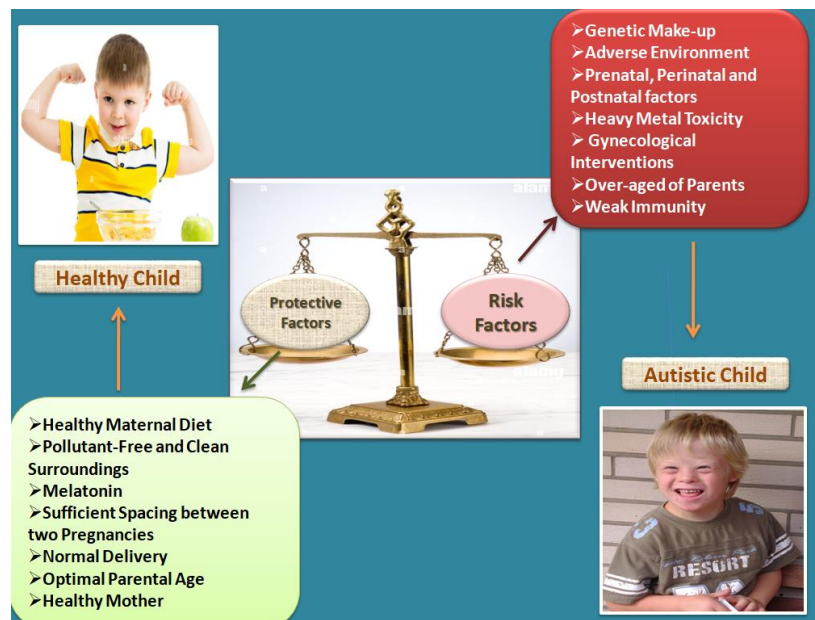 ➢Genetic Make-up
➢Adverse Environment
➢Prenatal, Perinatal and
Postnatal factors
➢Heavy Metal Toxicity
➢ Gynecological
Interventions
➢Over-aged of Parents
➢Weak Immunity
Healthy Child
Protective
Factors
Risk
Factors
Autistic Child
➢Healthy Maternal Diet
➢Pollutant-Free and Clean
Surroundings
➢Melatonin
➢Sufficient Spacing between
two Pregnancies
➢Normal Delivery
➢Optimal Parental Age
➢Healthy Mother
RESORT